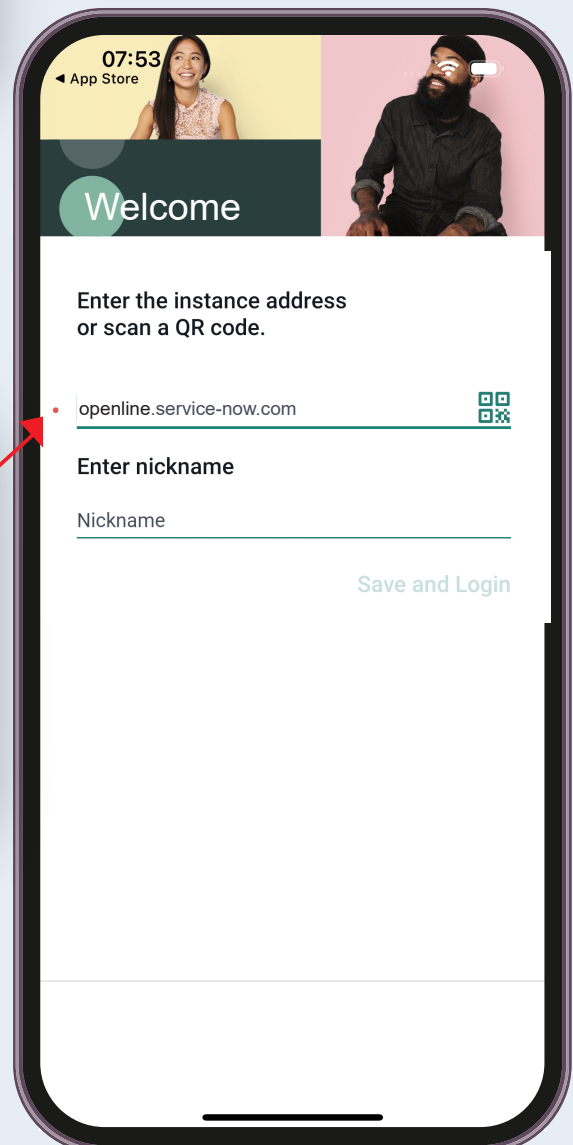 07:53
◀ App Store
Welcome
Enter the instance address
or scan a QR code.
openline.service-now.com
Enter nickname
Nickname
Save and Login